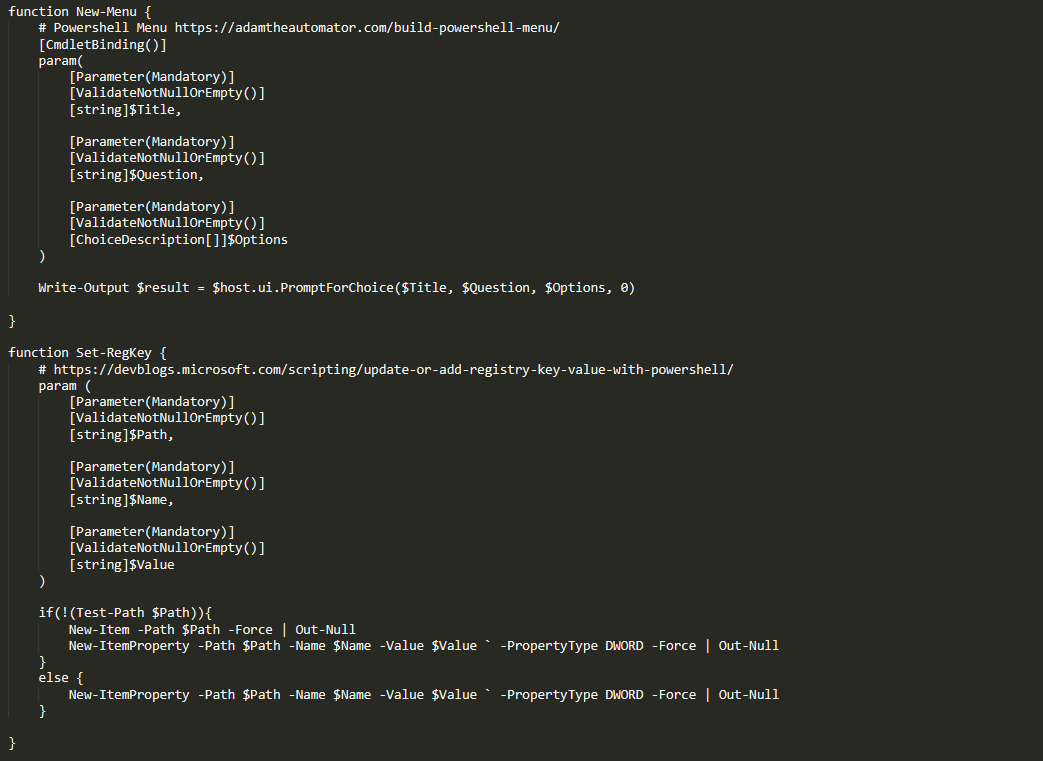 function New-Menu {
    # Powershell Menu https://adamtheautomator.com/build-powershell-menu/
    [CmdletBinding()]
    param(
        [Parameter(Mandatory)]
        [ValidateNotNullOrEmpty()]
        [string]$Title,

        [Parameter(Mandatory)]
        [ValidateNotNullOrEmpty()]
        [string]$Question,

        [Parameter(Mandatory)]
        [ValidateNotNullOrEmpty()]
        [ChoiceDescription[]]$Options
    )

    Write-Output $result = $host.ui.PromptForChoice($Title, $Question, $Options, 0)

}

function Set-RegKey {
    # https://devblogs.microsoft.com/scripting/update-or-add-registry-key-value-with-powershell/
    param (
        [Parameter(Mandatory)]
        [ValidateNotNullOrEmpty()]
        [string]$Path,

        [Parameter(Mandatory)]
        [ValidateNotNullOrEmpty()]
        [string]$Name,

        [Parameter(Mandatory)]
        [ValidateNotNullOrEmpty()]
        [string]$Value
    )

    if(!(Test-Path $Path)){
        New-Item -Path $Path -Force | Out-Null
        New-ItemProperty -Path $Path -Name $Name -Value $Value ` -PropertyType DWORD -Force | Out-Null
    }
    else {
        New-ItemProperty -Path $Path -Name $Name -Value $Value ` -PropertyType DWORD -Force | Out-Null
    }

}